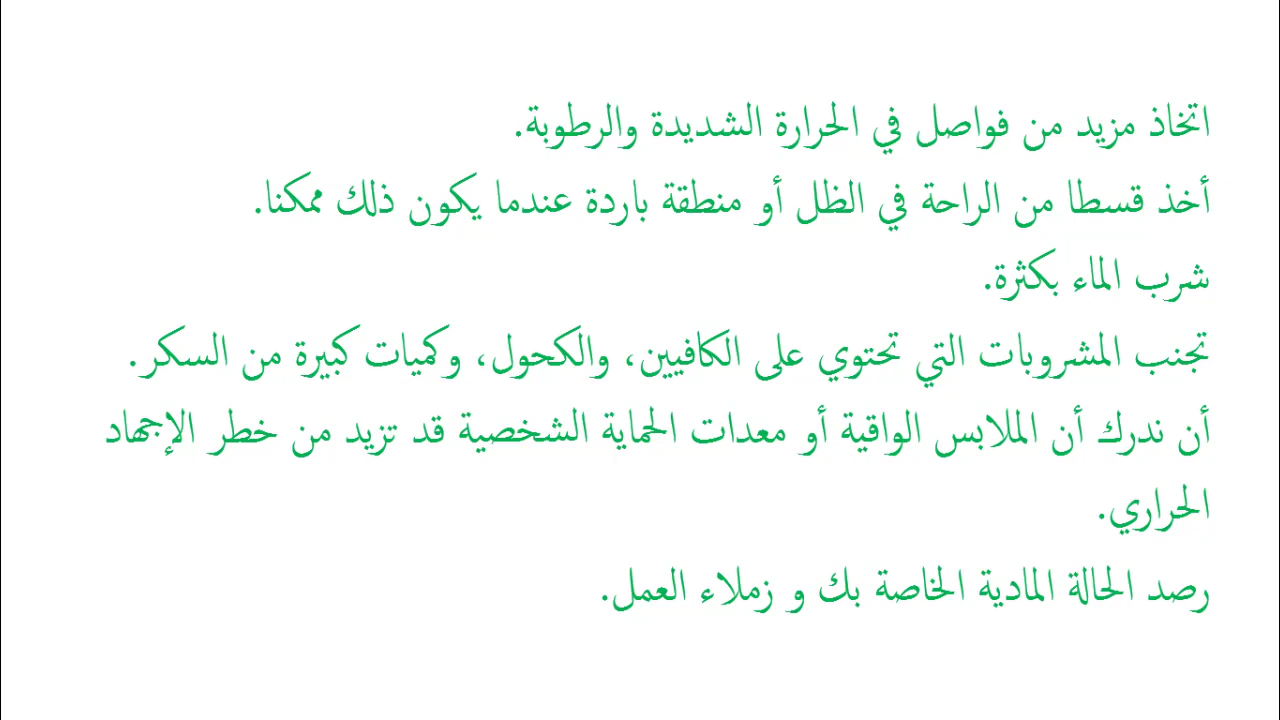 اتخاذ مزيد من فواصل في الحرارة الشديدة والرطوبة.
أخذ قسطا من الراحة في الظل أو منطقة باردة عندما يكون ذلك ممكنا.
شرب الماء بكثرة.
تجنب المشروبات التي تحتوي على الكافيين، والكحول، وكميات كبيرة من السكر.
أن ندرك أن الملابس الواقية أو معدات الحماية الشخصية قد تزيد من خطر الإجهاد
الحراري.
رصد الحالة المادية الخاصة بك و زملاء العمل.